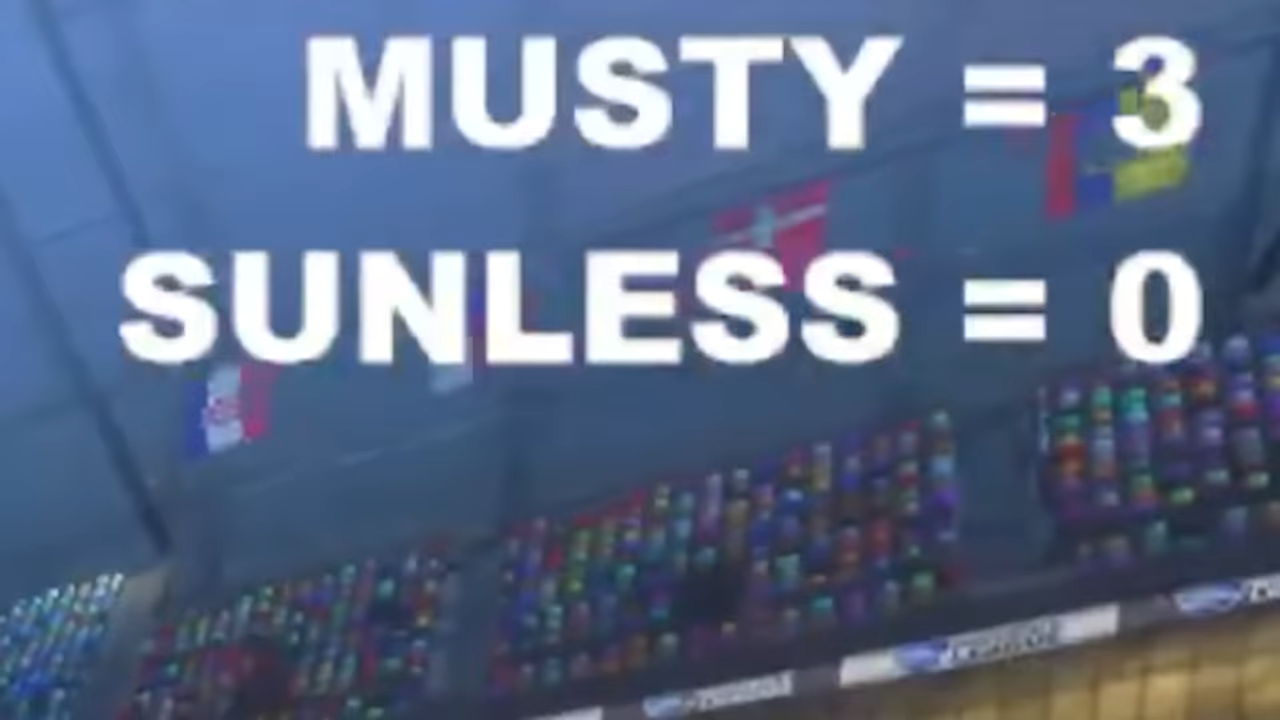 MUSTY = 3
SUNLESS = 0